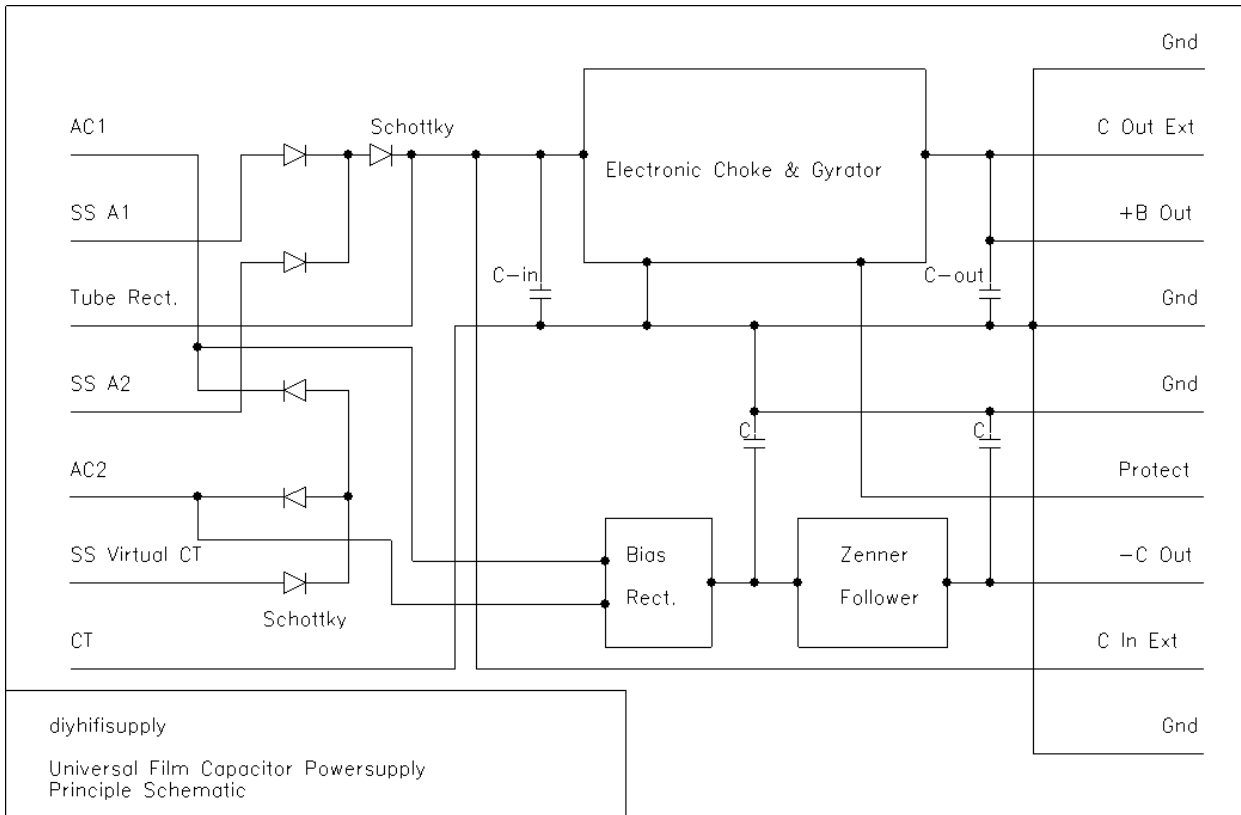 Gnd
AC1
Schottky
C Out Ext
Electronic Choke & Gyrator
SS A1
+B Out
C-in
C-out
Tube Rect.
Gnd
SS A2
Gnd
C
C
AC2
Protect
SS Virtual CT
Bias
Rect.
Zenner
Follower
-C Out
Schottky
CT
C In Ext
Gnd
diyhifisupply
Universal Film Capacitor Powersupply
Principle Schematic